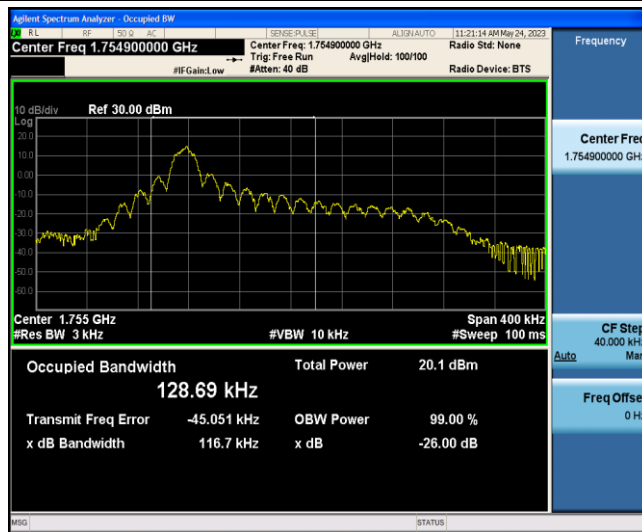 Agilent Spectrum Analyzer - Occupied BW
RL RF 50 Ω AC SENSE:PULSE ALIGN AUTO 11:21:14 AM May 24, 2023
Center Freq 1.754900000 GHz
Center Freq: 1.754900000 GHz
Radio Std: None
Trig: Free Run Avg|Hold: 100/100
#IFGain:Low #Atten: 40 dB Radio Device: BTS
10 dB/div Ref 30.00 dBm
Log
20.0
10.0
0.00
-10.0
-20.0
-30.0
-40.0
-50.0
-60.0
Center 1.755 GHz Span 400 kHz
#Res BW 3 kHz #VBW 10 kHz #Sweep 100 ms
Occupied Bandwidth Total Power 20.1 dBm
128.69 kHz
Transmit Freq Error -45.051 kHz OBW Power 99.00 %
x dB Bandwidth 116.7 kHz x dB -26.00 dB
MSG STATUS
Frequency
Center Freq
1.754900000 GHz
CF Step
40.000 kHz
Auto Man
Freq Offset
0 Hz